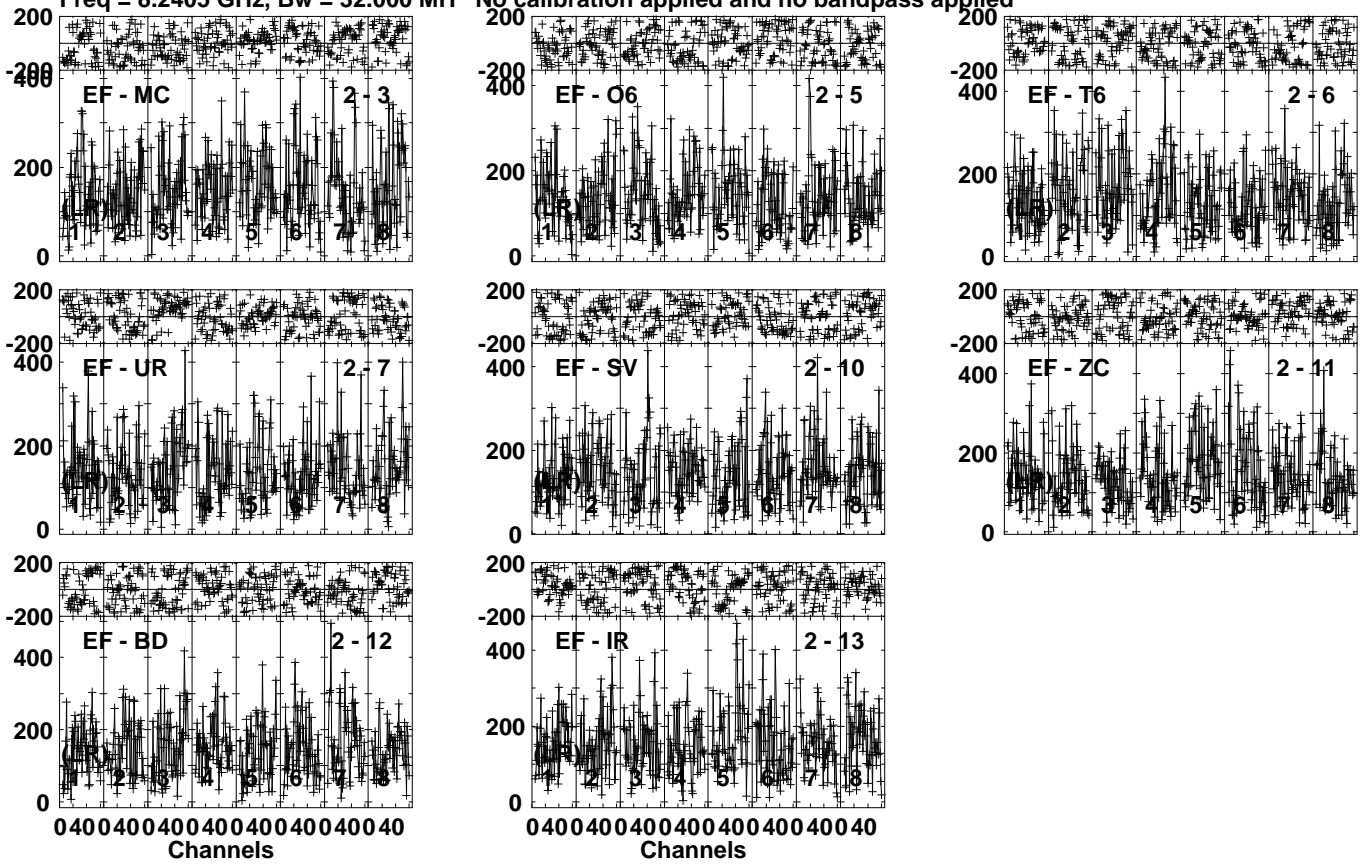 Freq = 8.2405 GHz, Bw = 32.000 MH No calibration applied and no bandpass applied
200
-200
400
200
0
EF - MC 2 - 3
(LR)
1 2 3 4 5 6 7 8
200
-200
400
200
0
EF - O6 2 - 5
(LR)
1 2 3 4 5 6 7 8
200
-200
400
200
0
EF - T6 2 - 6
(LR)
1 2 3 4 5 6 7 8
200
-200
400
200
0
EF - UR 2 - 7
(LR)
1 2 3 4 5 6 7 8
200
-200
400
200
0
EF - SV 2 - 10
(LR)
1 2 3 4 5 6 7 8
200
-200
400
200
0
EF - ZC 2 - 11
(LR)
1 2 3 4 5 6 7 8
200
-200
400
200
0
EF - BD 2 - 12
(LR)
1 2 3 4 5 6 7 8
0 40 0 40 0 40 0 40 0 40 0 40 0 40 0 40
Channels
200
-200
400
200
0
EF - IR 2 - 13
(LR)
1 2 3 4 5 6 7 8
0 40 0 40 0 40 0 40 0 40 0 40 0 40 0 40
Channels